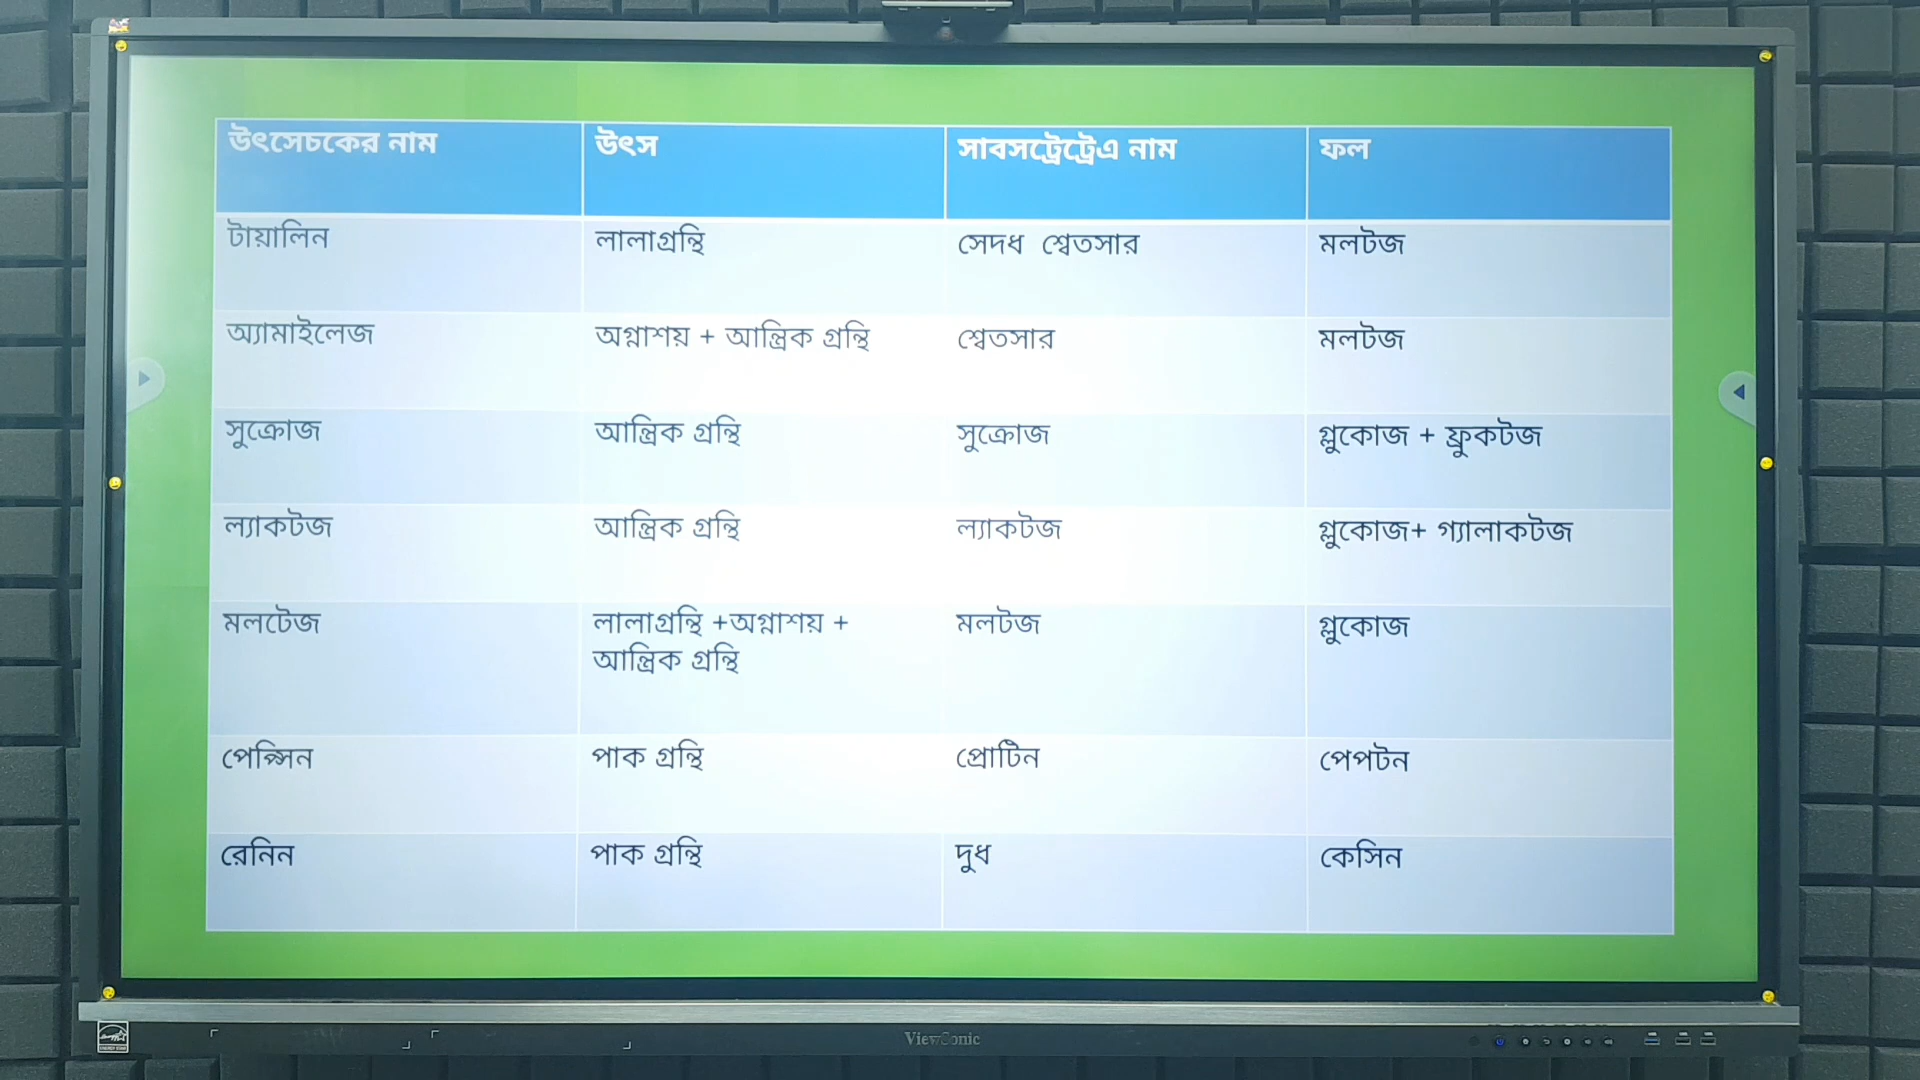 উৎসেচকের নাম উৎস সাবসট্রেট্রেএ নাম ফল
টায়ালিন লালাগ্রন্থি সেদধ শ্বেতসার মলটজ
অ্যামাইলেজ অগ্নাশয় + আন্ত্রিক গ্রন্থি শ্বেতসার মলটজ
সুক্রোজ আন্ত্রিক গ্রন্থি সুক্রোজ গ্লুকোজ + ফ্রুকটজ
ল্যাকটজ আন্ত্রিক গ্রন্থি ল্যাকটজ গ্লুকোজ+ গ্যালাকটজ
মলটেজ লালাগ্রন্থি +অগ্নাশয় + মলটজ গ্লুকোজ
আন্ত্রিক গ্রন্থি
পেপ্সিন পাক গ্রন্থি প্রোটিন পেপটন
রেনিন পাক গ্রন্থি দুধ কেসিন
ViewSonic